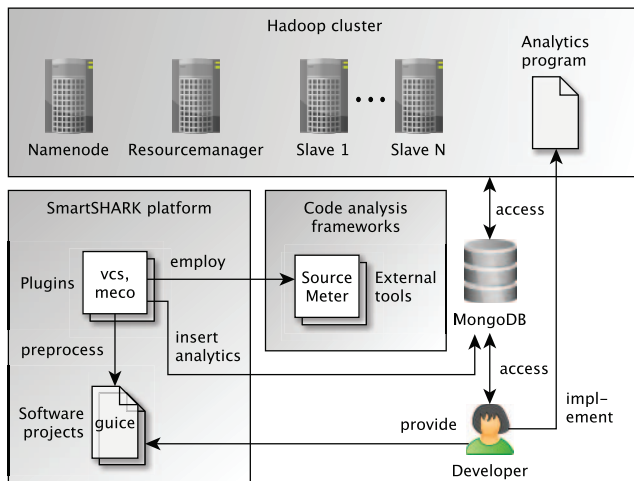 Hadoop cluster
Analytics
program
Namenode
Resourcemanager
Slave 1
Slave N
SmartSHARK platform
Code analysis
frameworks
access
Plugins
vcs,
meco
employ
Source
Meter
External
tools
MongoDB
preprocess
insert
analytics
access
Software
projects
guice
provide
impl-
ement
Developer